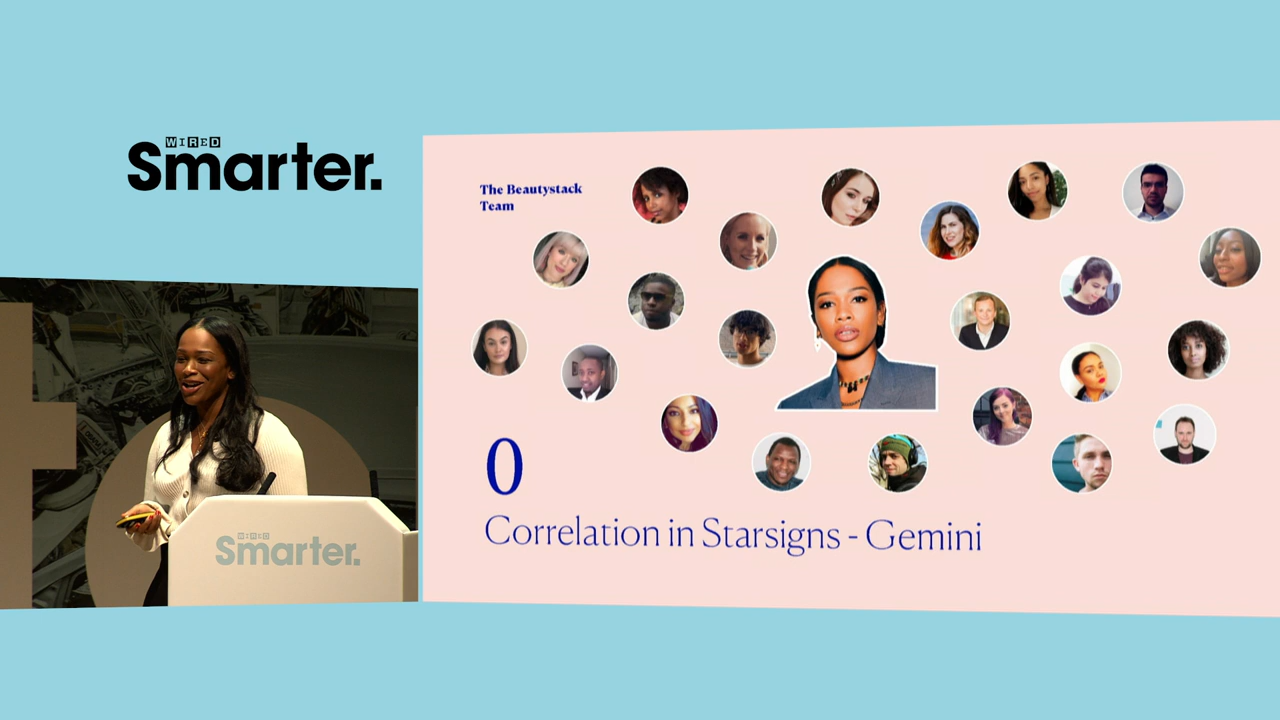 WIRED
Smarter.
The Beautystack
Team
0
Correlation in Starsigns - Gemini
WIRED
Smarter.